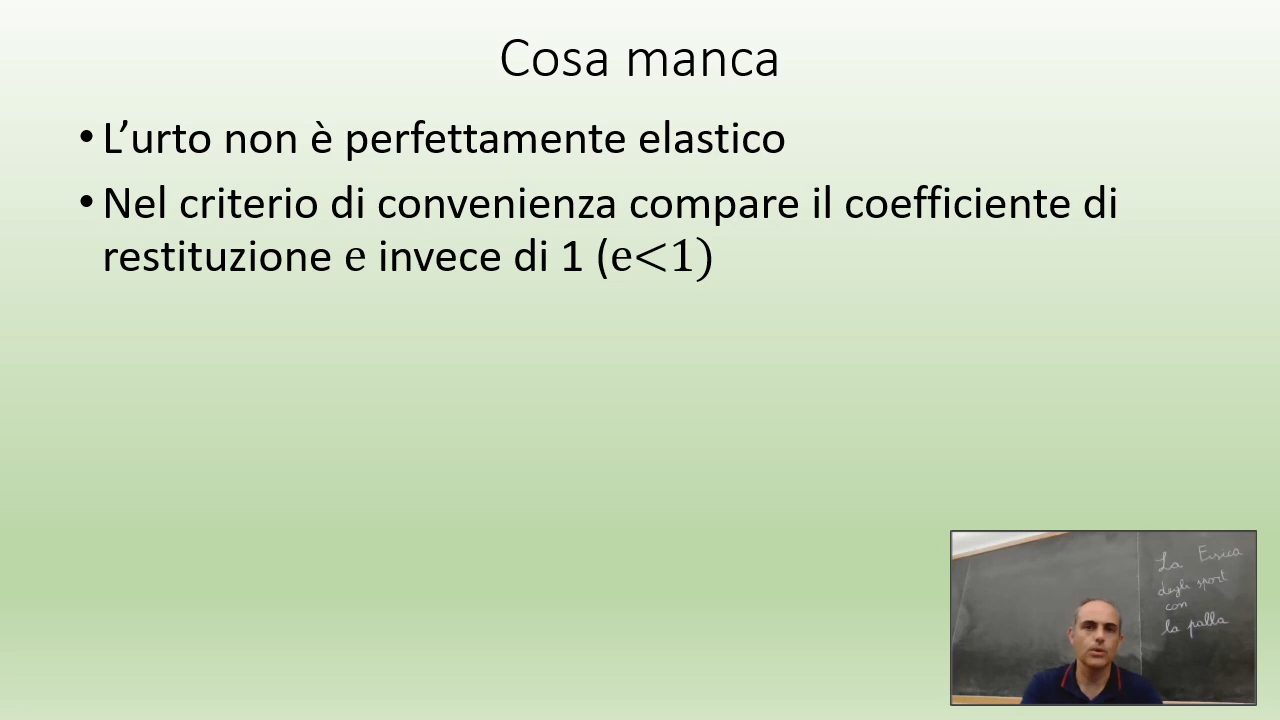 Cosa manca
• L’urto non è perfettamente elastico
• Nel criterio di convenienza compare il coefficiente di
restituzione e invece di 1 (e<1)
La Fisica
degli sport
con
la palla